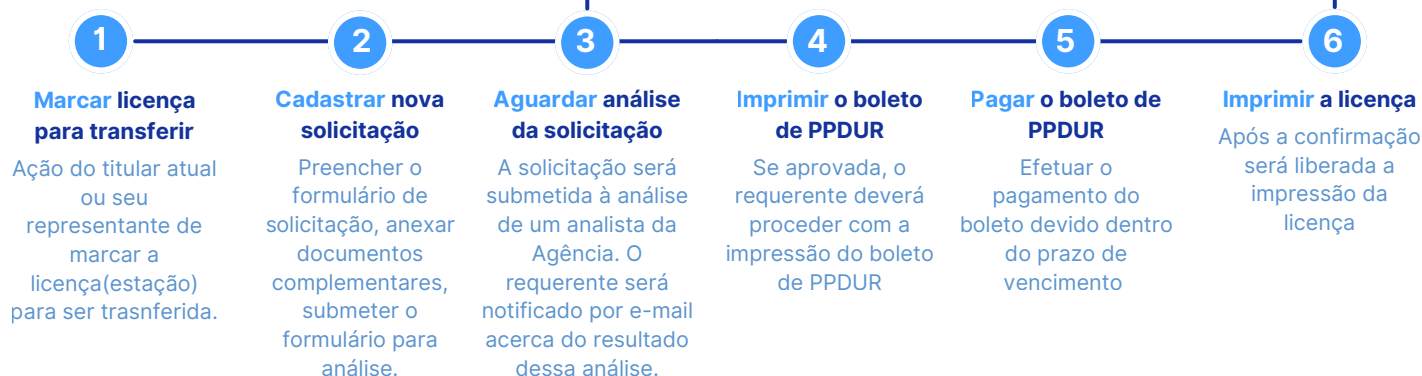 1
Marcar licença
para transferir
Ação do titular atual
ou seu
representante de
marcar a
licença(estação)
para ser trasnferida.
2
Cadastrar nova
solicitação
Preencher o
formulário de
solicitação, anexar
documentos
complementares,
submeter o
formulário para
análise.
3
Aguardar análise
da solicitação
A solicitação será
submetida à análise
de um analista da
Agência. O
requerente será
notificado por e-mail
acerca do resultado
dessa análise.
4
Imprimir o boleto
de PPDUR
Se aprovada, o
requerente deverá
proceder com a
impressão do boleto
de PPDUR
5
Pagar o boleto de
PPDUR
Efetuar o
pagamento do
boleto devido dentro
do prazo de
vencimento
6
Imprimir a licença
Após a confirmação
será liberada a
impressão da
licença